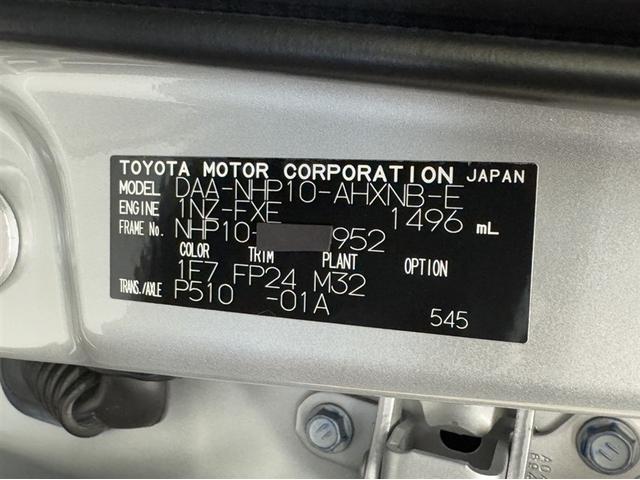 TOYOTA MOTOR CORPORATION JAPAN
MODEL DAA-NHP10-AHXNB-E
ENGINE 1NZ-FXE 1496 mL
FRAME No. NHP10- 952
COLOR TRIM PLANT OPTION
1F7 FP24 M32
TRANS./AXLE P510 -01A
545